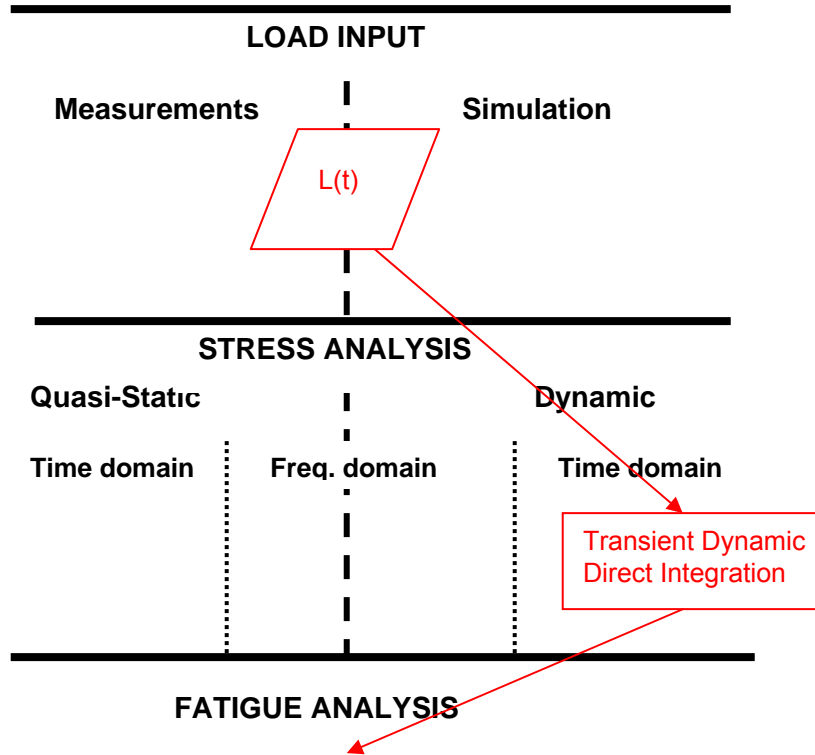 LOAD INPUT
Measurements
Simulation
L(t)
STRESS ANALYSIS
Quasi-Static
Dynamic
Time domain
Freq. domain
Time domain
Transient Dynamic
Direct Integration
FATIGUE ANALYSIS